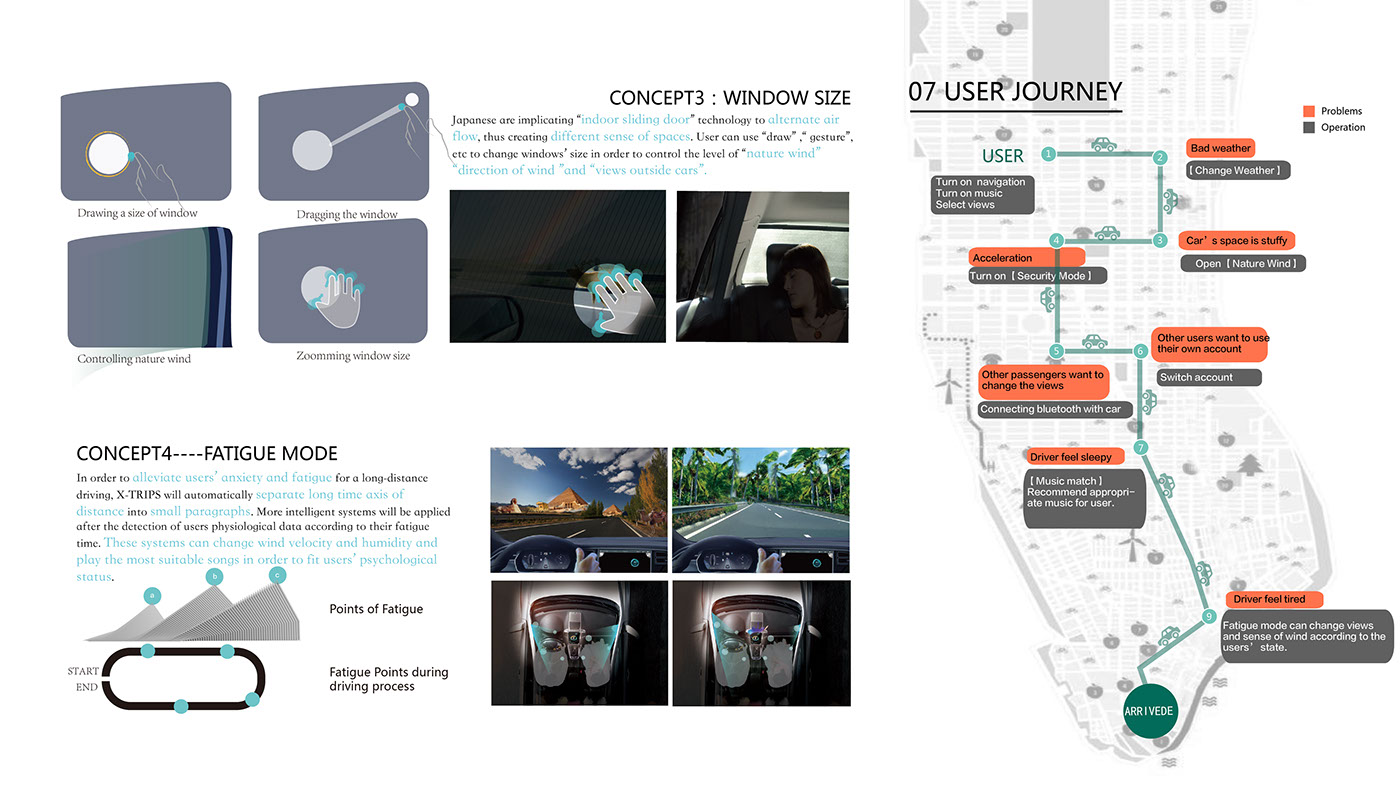 CONCEPT3：WINDOW SIZE
Japanese are implicating “indoor sliding door” technology to alternate air
flow, thus creating different sense of spaces. User can use “draw” ,“ gesture”,
etc to change windows’ size in order to control the level of “nature wind”
“direction of wind ”and “views outside cars”.
Drawing a size of window
Dragging the window
Controlling nature wind
Zoomming window size
CONCEPT4----FATIGUE MODE
In order to alleviate users’ anxiety and fatigue for a long-distance
driving, X-TRIPS will automatically separate long time axis of
distance into small paragraphs. More intelligent systems will be applied
after the detection of users physiological data according to their fatigue
time. These systems can change wind velocity and humidity and
play the most suitable songs in order to fit users’ psychological
status.
a
b
c
Points of Fatigue
START
END
Fatigue Points during
driving process
07 USER JOURNEY
Problems
Operation
USER
1
Turn on navigation
Turn on music
Select views
2
Bad weather
【Change Weather】
3
Car’s space is stuffy
Open【Nature Wind】
4
Acceleration
Turn on【Security Mode】
5
Other passengers want to
change the views
Connecting bluetooth with car
6
Other users want to use
their own account
Switch account
7
Driver feel sleepy
【Music match】
Recommend appropri-
ate music for user.
9
Driver feel tired
Fatigue mode can change views
and sense of wind according to the
users’ state.
ARRIVEDE